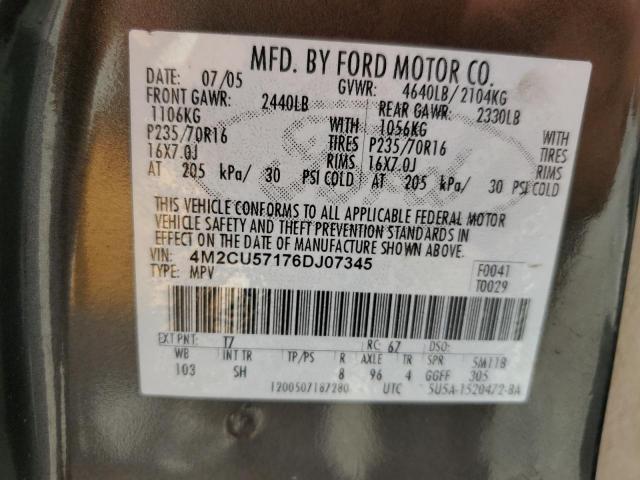 MFD. BY FORD MOTOR CO.
DATE: 07/05 GVWR: 4640LB/2104KG
FRONT GAWR: 2440LB REAR GAWR: 2330LB
1106KG WITH 1056KG WITH
P235/70R16 TIRES P235/70R16 TIRES
16X7.0J RIMS 16X7.0J RIMS
AT 205 kPa/ 30 PSI COLD AT 205 kPa/ 30 PSI COLD
THIS VEHICLE CONFORMS TO ALL APPLICABLE FEDERAL MOTOR
VEHICLE SAFETY AND THEFT PREVENTION STANDARDS IN
EFFECT ON THE DATE OF MANUFACTURE SHOWN ABOVE.
VIN: 4M2CU57176DJ07345 F0041
TYPE: MPV T0029
EXT PNT: T7 RC: 67 DSO:
WB INT TR TP/PS R AXLE TR SPR 5M11B
103 SH 8 96 4 GGFF 305
1200507187280 UTC 5U5A-1520472-BA